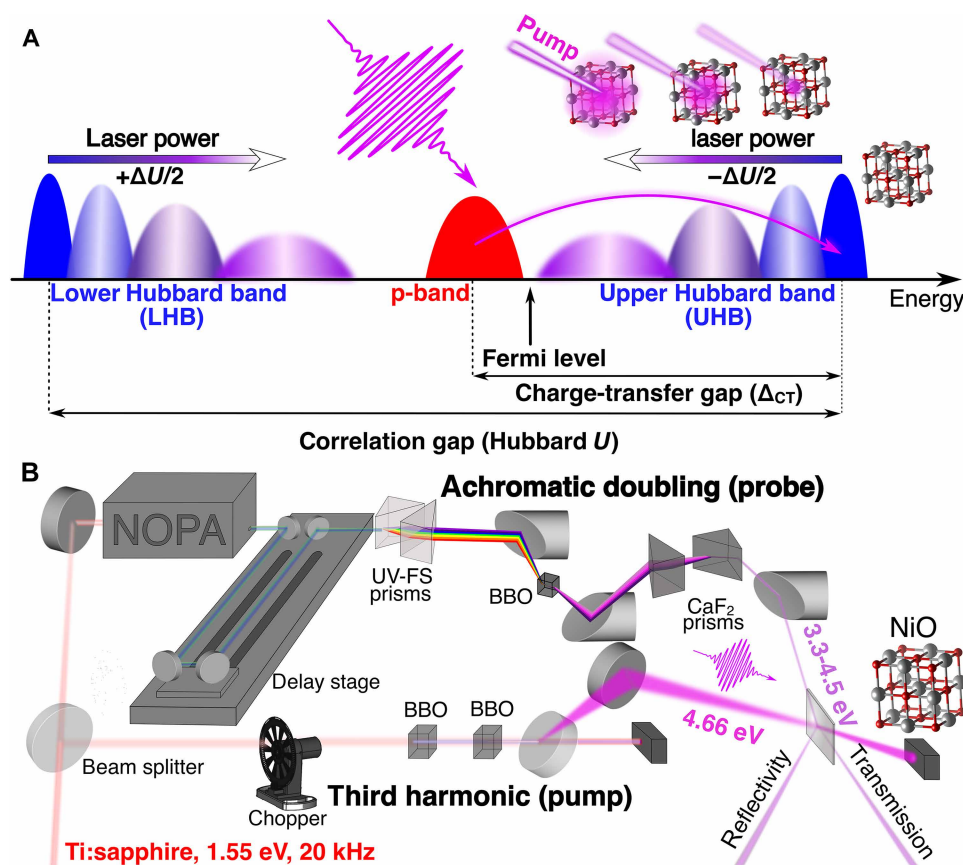 A
Pump
Laser power
+ΔU/2
laser power
−ΔU/2
Lower Hubbard band
(LHB)
p-band
Upper Hubbard band
(UHB)
Energy
Fermi level
Charge-transfer gap (ΔCT)
Correlation gap (Hubbard U)
B
Achromatic doubling (probe)
NOPA
UV-FS
prisms
BBO
CaF₂
prisms
3.3-4.5 eV
NiO
Delay stage
BBO
BBO
4.66 eV
Beam splitter
Chopper
Third harmonic (pump)
Reflectivity
Transmission
Ti:sapphire, 1.55 eV, 20 kHz